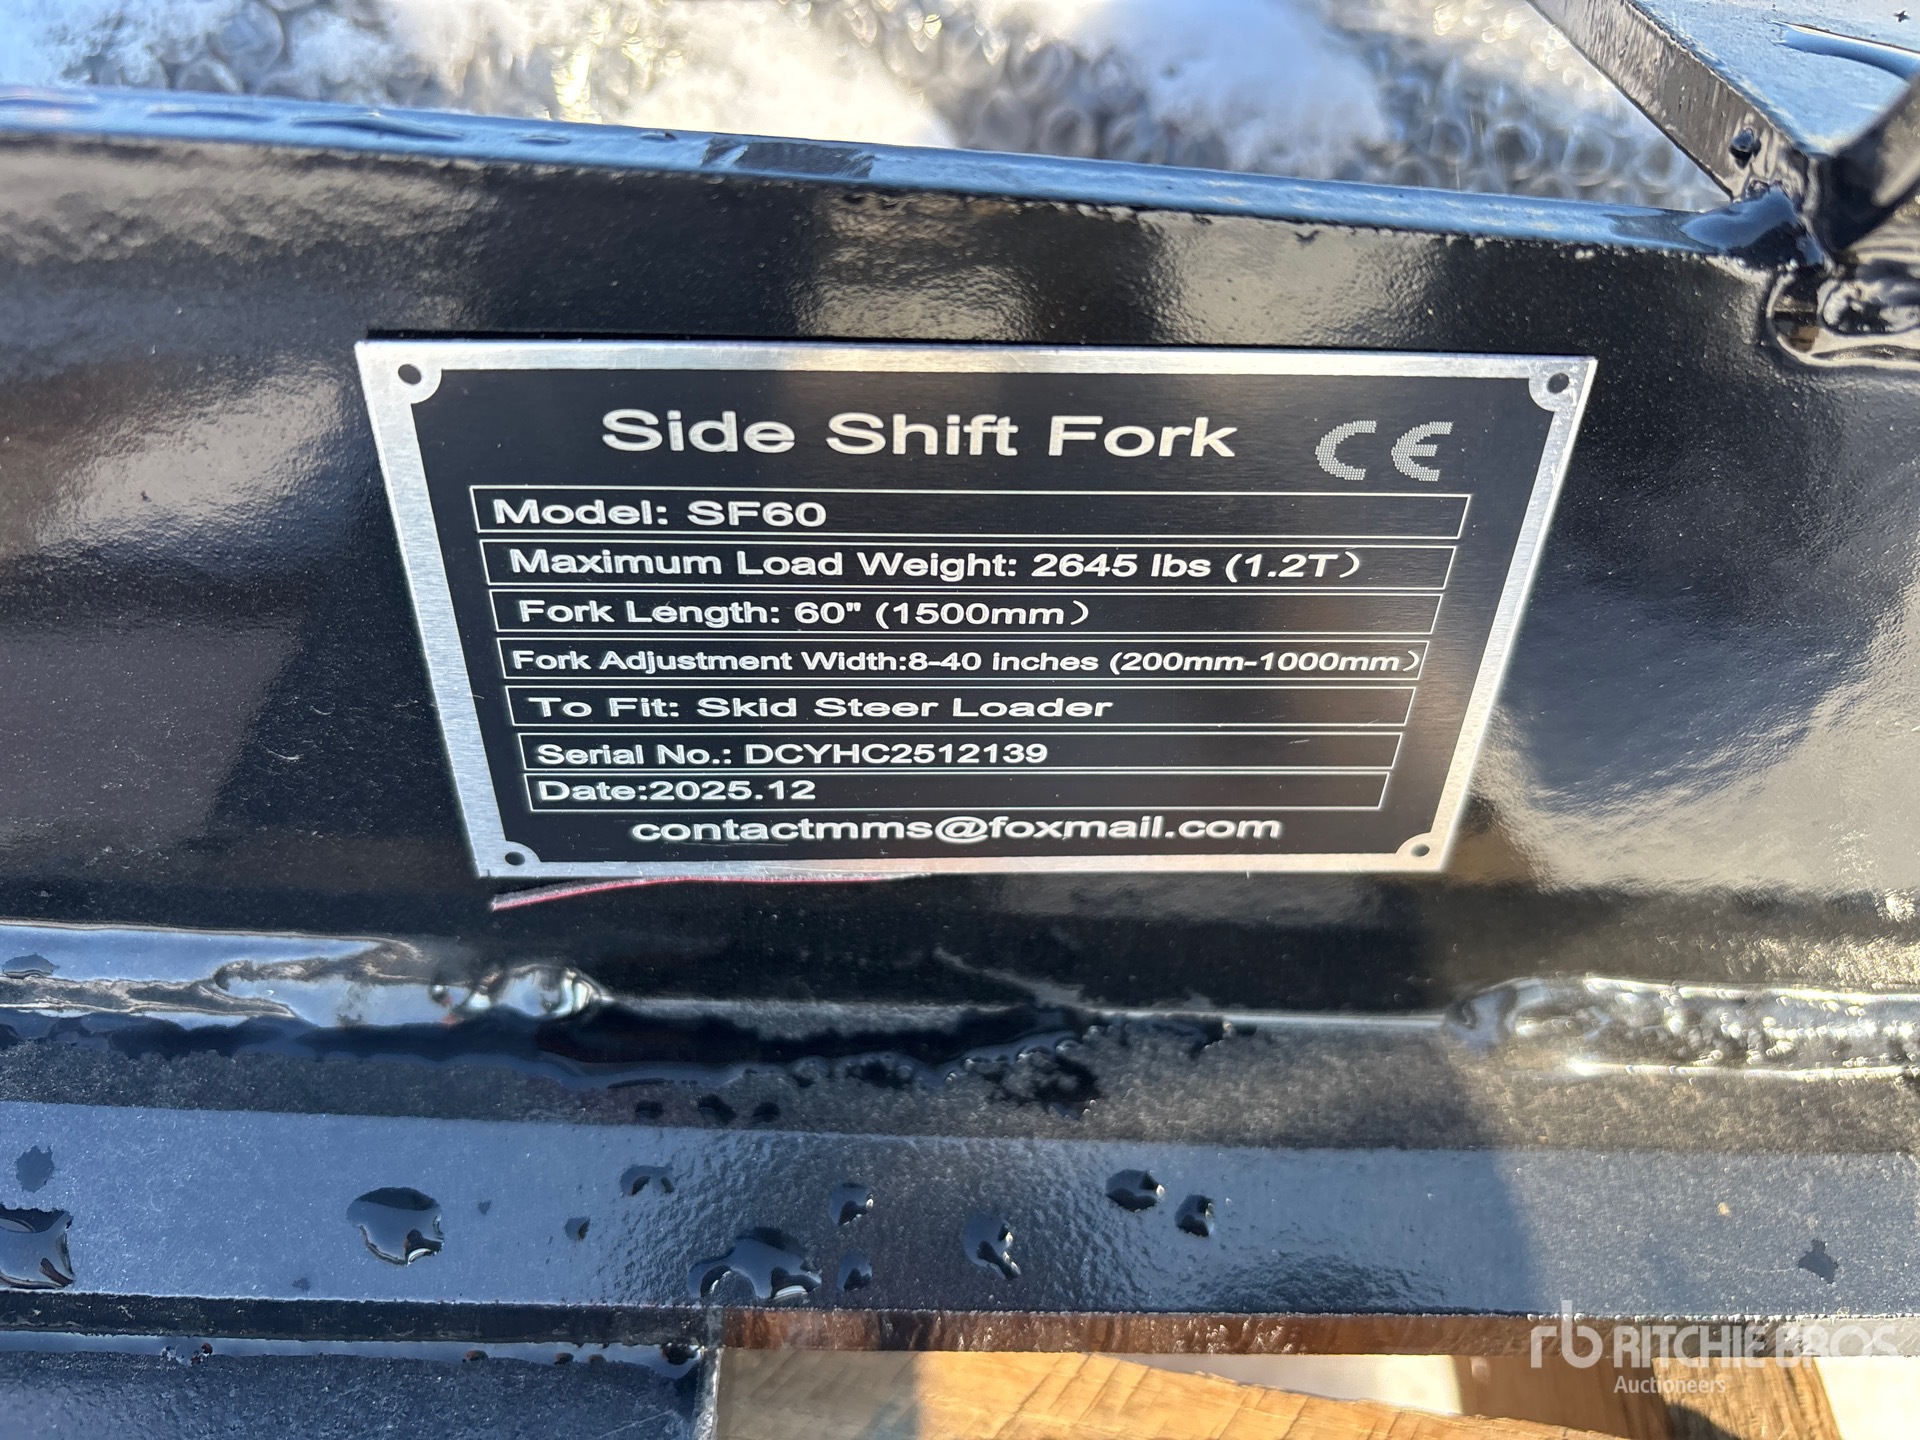 Side Shift Fork CE
Model: SF60
Maximum Load Weight: 2645 lbs (1.2T）
Fork Length: 60" (1500mm）
Fork Adjustment Width:8-40 inches (200mm-1000mm）
To Fit: Skid Steer Loader
Serial No.: DCYHC2512139
Date:2025.12
contactmms@foxmail.com
rb RITCHIE BROS.
Auctioneers